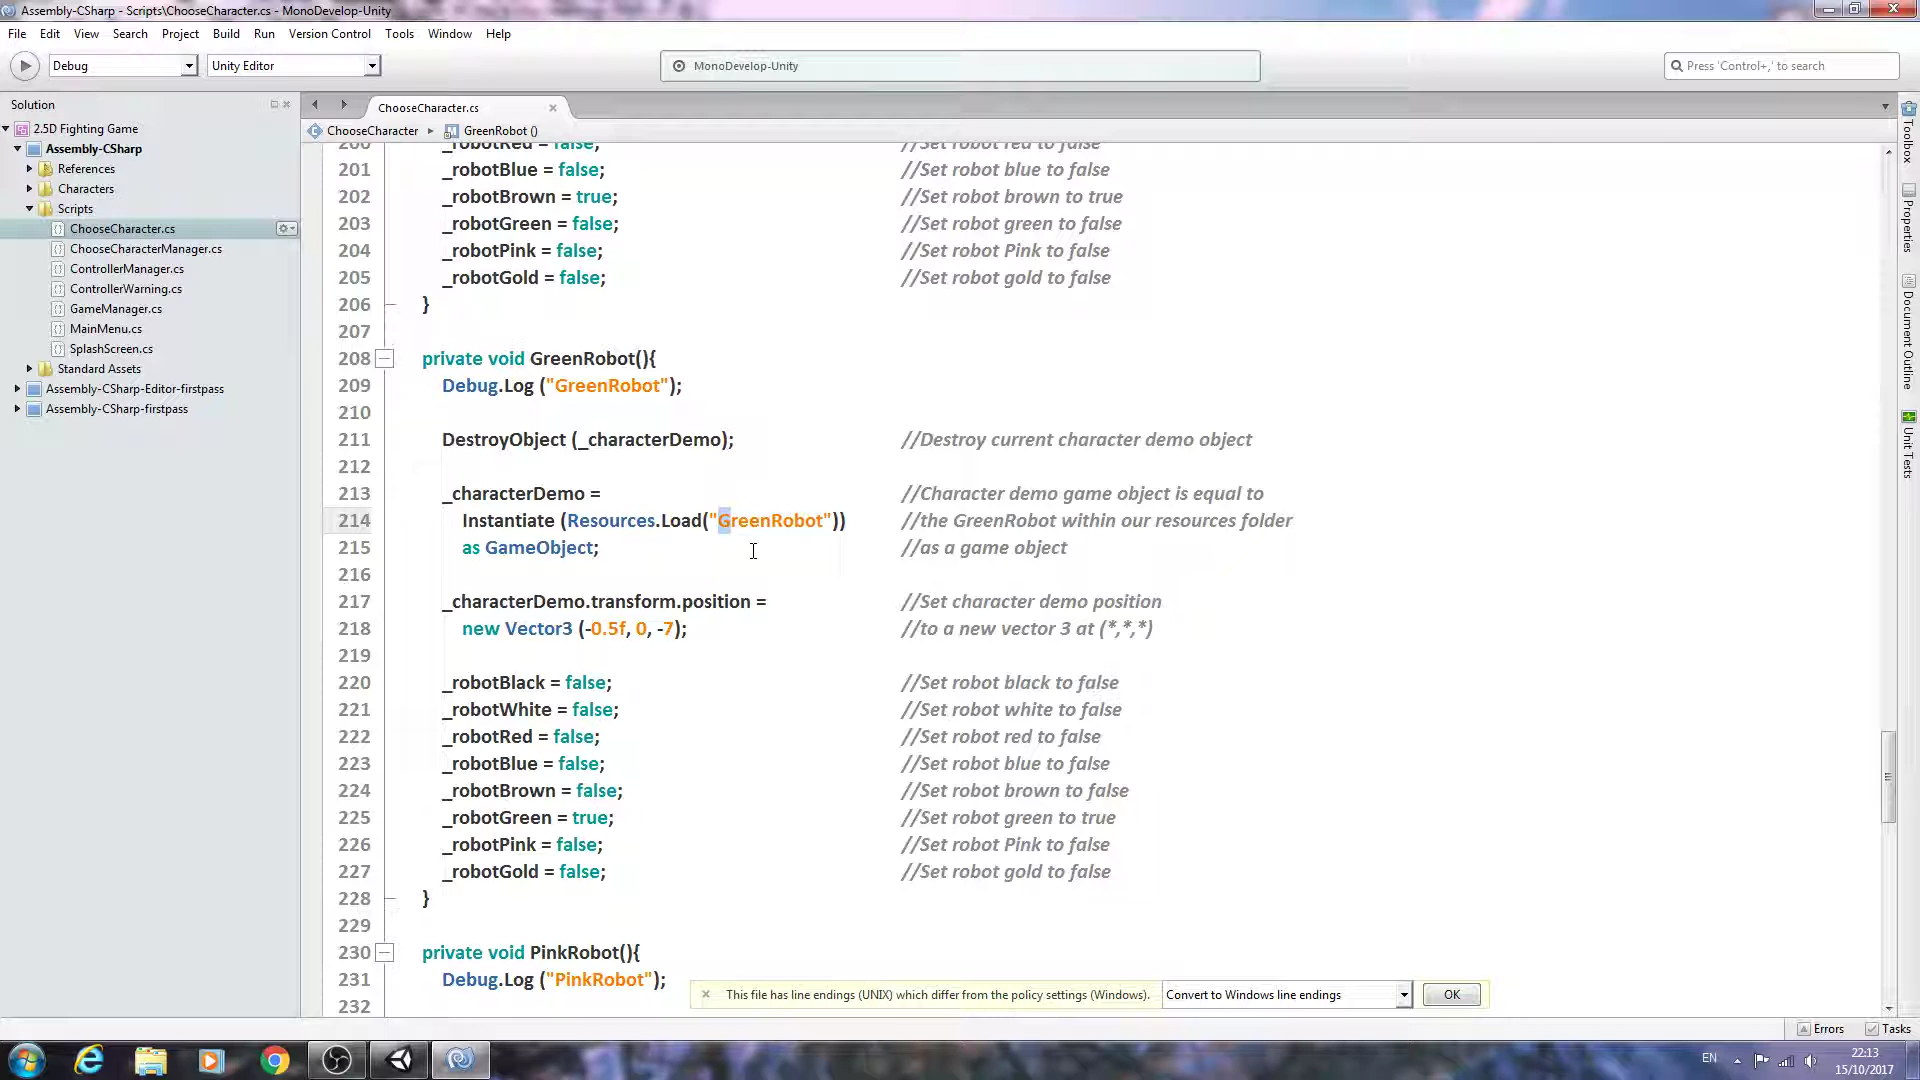 Assembly-CSharp - Scripts\ChooseCharacter.cs - MonoDevelop-Unity
File Edit View Search Project Build Run Version Control Tools Window Help
Debug Unity Editor MonoDevelop-Unity Press 'Control+,' to search
Solution
2.5D Fighting Game
Assembly-CSharp
References
Characters
Scripts
ChooseCharacter.cs
ChooseCharacterManager.cs
ControllerManager.cs
ControllerWarning.cs
GameManager.cs
MainMenu.cs
SplashScreen.cs
Standard Assets
Assembly-CSharp-Editor-firstpass
Assembly-CSharp-firstpass
ChooseCharacter.cs
ChooseCharacter GreenRobot ()
200 _robotRed = false; //Set robot red to false
201 _robotBlue = false; //Set robot blue to false
202 _robotBrown = true; //Set robot brown to true
203 _robotGreen = false; //Set robot green to false
204 _robotPink = false; //Set robot Pink to false
205 _robotGold = false; //Set robot gold to false
206 }
207
208 private void GreenRobot(){
209 Debug.Log ("GreenRobot");
210
211 DestroyObject (_characterDemo); //Destroy current character demo object
212
213 _characterDemo = //Character demo game object is equal to
214 Instantiate (Resources.Load("GreenRobot")) //the GreenRobot within our resources folder
215 as GameObject; //as a game object
216
217 _characterDemo.transform.position = //Set character demo position
218 new Vector3 (-0.5f, 0, -7); //to a new vector 3 at (*,*,*)
219
220 _robotBlack = false; //Set robot black to false
221 _robotWhite = false; //Set robot white to false
222 _robotRed = false; //Set robot red to false
223 _robotBlue = false; //Set robot blue to false
224 _robotBrown = false; //Set robot brown to false
225 _robotGreen = true; //Set robot green to true
226 _robotPink = false; //Set robot Pink to false
227 _robotGold = false; //Set robot gold to false
228 }
229
230 private void PinkRobot(){
231 Debug.Log ("PinkRobot");
232
This file has line endings (UNIX) which differ from the policy settings (Windows). Convert to Windows line endings OK
Toolbox
Properties
Document Outline
Unit Tests
Errors Tasks
EN 22:13
15/10/2017